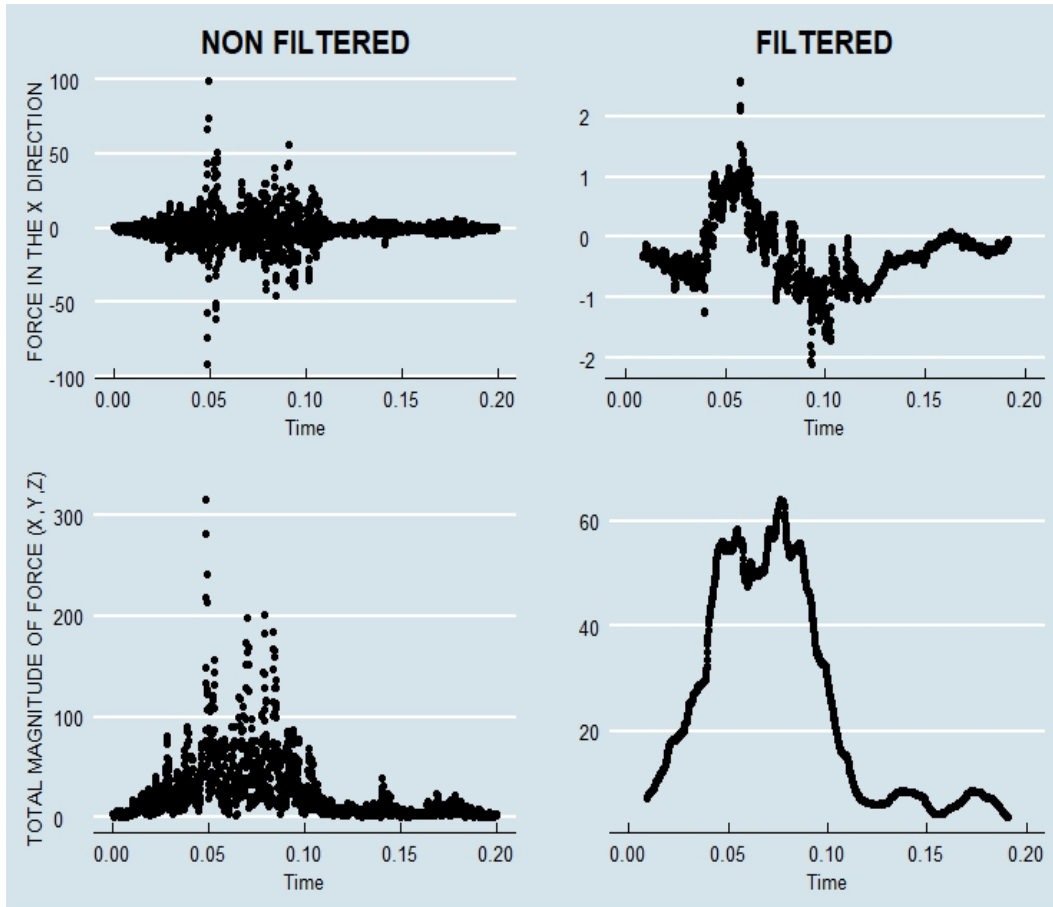 NON FILTERED
FILTERED
FORCE IN THE X DIRECTION
100
50
0
-50
-100
0.00 0.05 0.10 0.15 0.20
Time
2
1
0
-1
-2
0.00 0.05 0.10 0.15 0.20
Time
TOTAL MAGNITUDE OF FORCE (X,Y,Z)
300
200
100
0
0.00 0.05 0.10 0.15 0.20
Time
60
40
20
0.00 0.05 0.10 0.15 0.20
Time